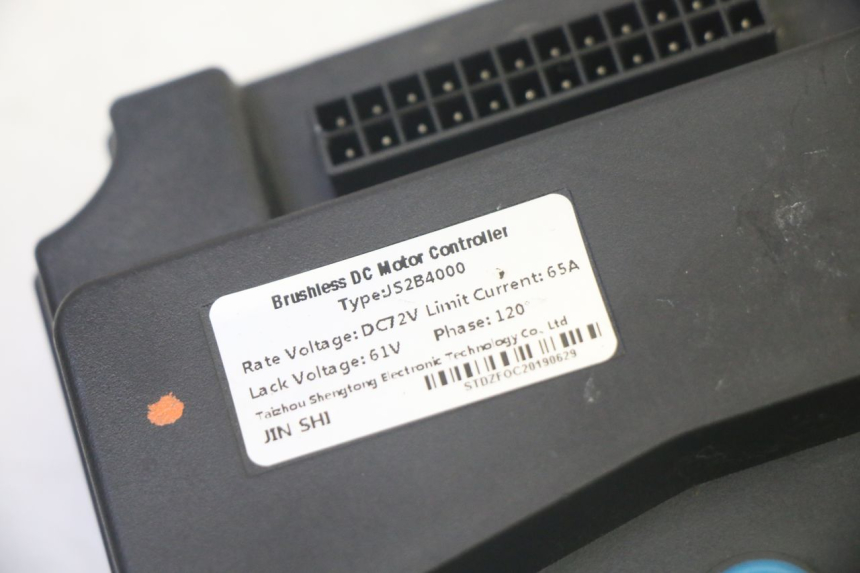 Brushless DC Motor Controller
Type:JS2B4000
Rate Voltage: DC72V Limit Current: 65A
Lack Voltage: 61V Phase: 120°
Taizhou Shengtong Electronic Technology Co., Ltd
JIN SHI STDZFOC20190629